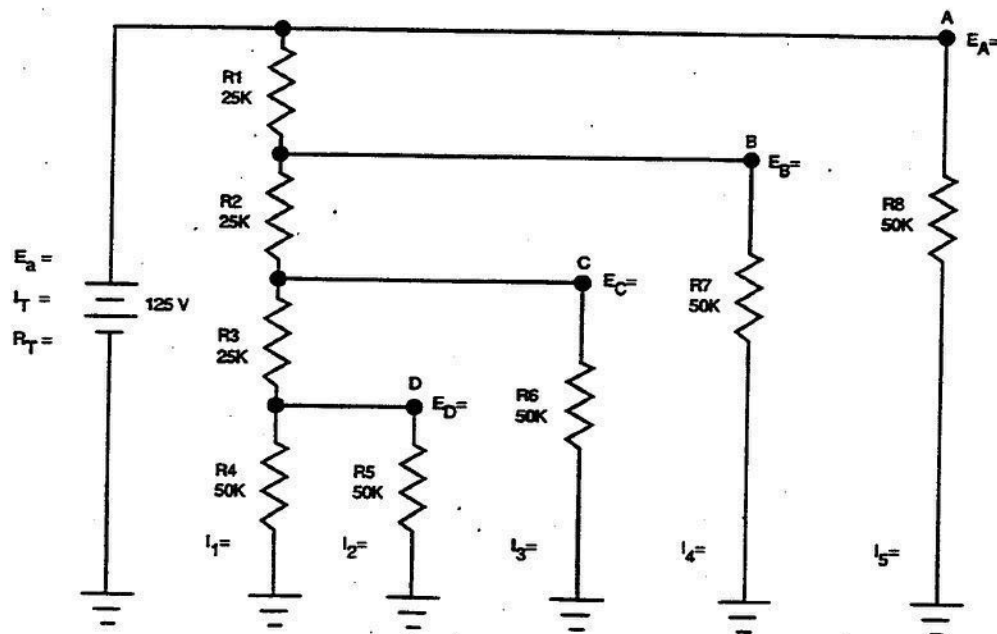 A
E_A=
R1
25K
B
E_B=
R2
25K
R8
50K
E_a =
C
E_C=
I_T =
125 V
R7
50K
R_T =
R3
25K
D
E_D=
R6
50K
R4
50K
R5
50K
I_1=
I_2=
I_3=
I_4=
I_5=